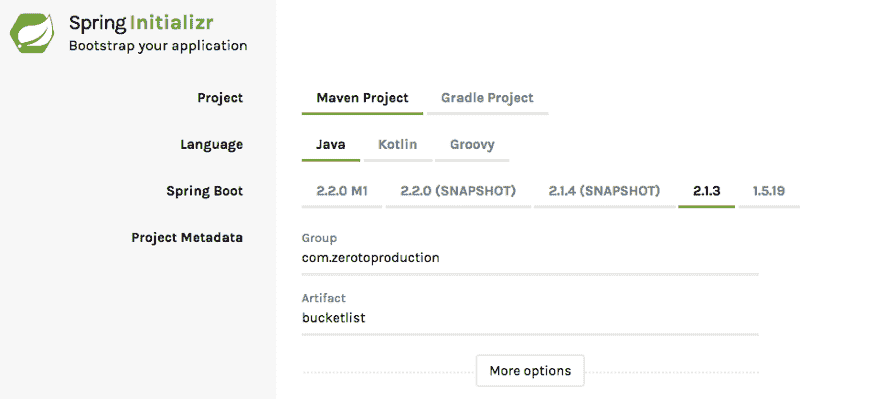 Spring Initializr
Bootstrap your application
Project Maven Project Gradle Project
Language Java Kotlin Groovy
Spring Boot 2.2.0 M1 2.2.0 (SNAPSHOT) 2.1.4 (SNAPSHOT) 2.1.3 1.5.19
Project Metadata Group
com.zerotoproduction
Artifact
bucketlist
More options